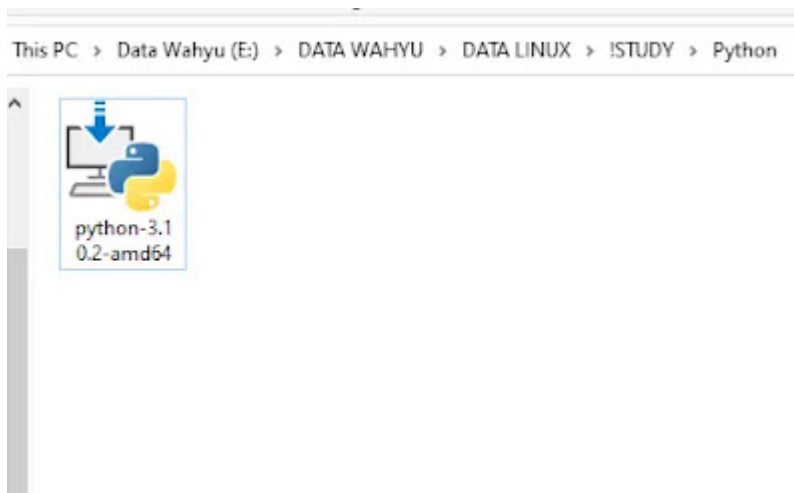 This PC > Data Wahyu (E:) > DATA WAHYU > DATA LINUX > !STUDY > Python
python-3.1
0.2-amd64